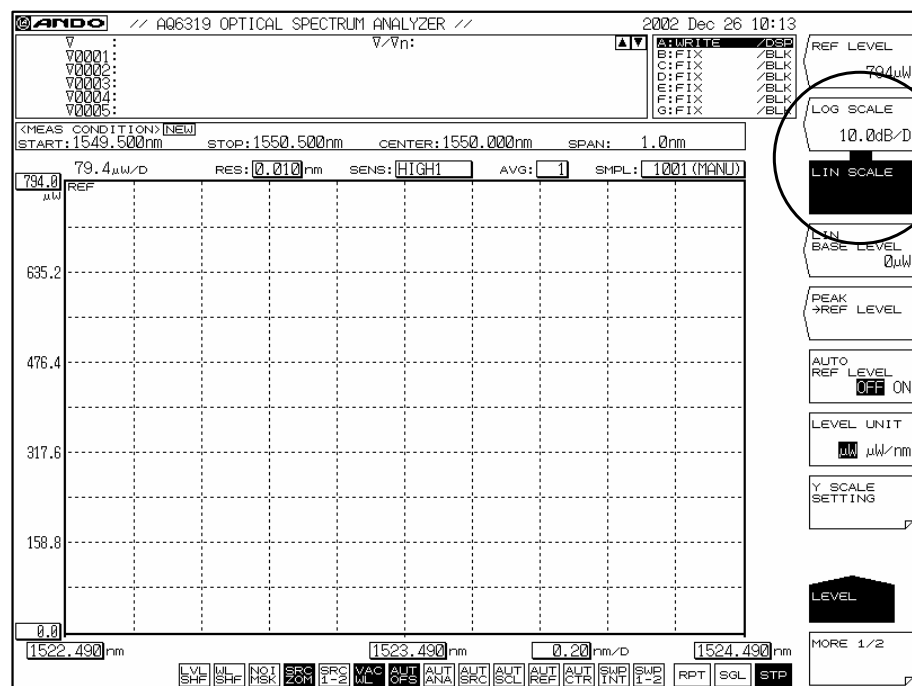 ANDO // AQ6319 OPTICAL SPECTRUM ANALYZER // 2002 Dec 26 10:13
∇ : ∇/∇n: ▲▼
∇0001:
∇0002:
∇0003:
∇0004:
∇0005:
A:WRITE /DSP
B:FIX /BLK
C:FIX /BLK
D:FIX /BLK
E:FIX /BLK
F:FIX /BLK
G:FIX /BLK
<MEAS CONDITION> NEW
START:1549.500nm STOP:1550.500nm CENTER:1550.000nm SPAN: 1.0nm
79.4μW/D RES: 0.010 nm SENS: HIGH1 AVG: 1 SMPL: 1001(MANU)
794.0
μW
REF
635.2
476.4
317.6
158.8
0.0
1522.490 nm 1523.490 nm 0.20 nm/D 1524.490 nm
LVL SHF
WL SHF
NOI MSK
SRC ZOM
SRC 1-2
VAC WL
AUT OFS
AUT ANA
AUT SRC
AUT SCL
AUT REF
AUT CTR
SWP INT
SWP 1-2
RPT
SGL
STP
REF LEVEL
794μW
LOG SCALE
10.0dB/D
LIN SCALE
LIN
BASE LEVEL
0μW
PEAK
→REF LEVEL
AUTO
REF LEVEL
OFF ON
LEVEL UNIT
μW μW/nm
Y SCALE
SETTING
LEVEL
MORE 1/2